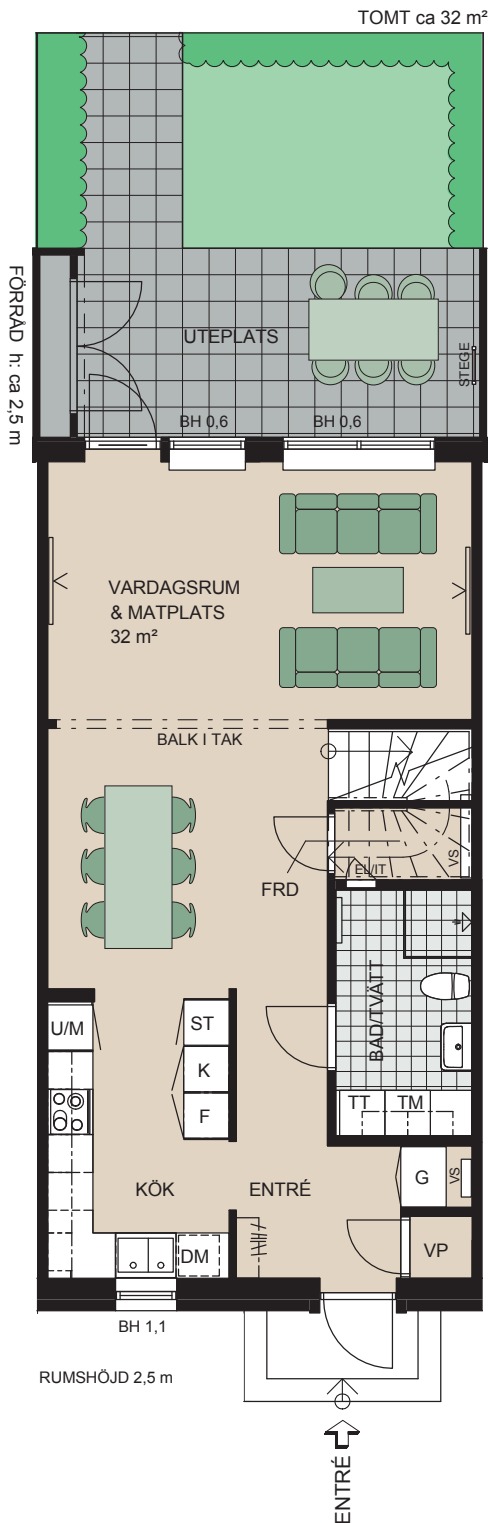 TOMT ca 32 m²
FÖRRÅD h: ca 2,5 m
UTEPLATS
STEGE
BH 0,6
BH 0,6
VARDAGSRUM
& MATPLATS
32 m²
BALK I TAK
VS
EL/IT
FRD
BAD/TVÄTT
U/M
ST
K
F
TT
TM
KÖK
ENTRÉ
G
VS
DM
VP
BH 1,1
RUMSHÖJD 2,5 m
ENTRÉ